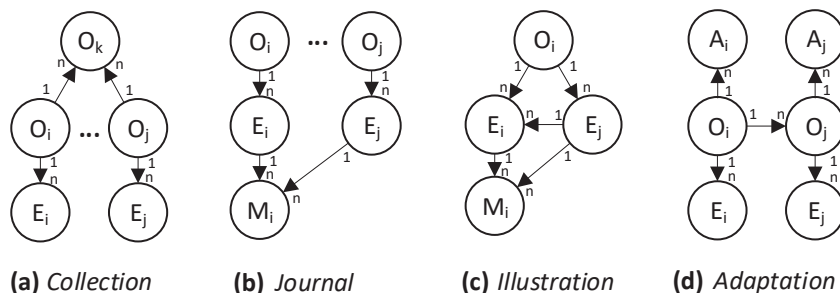 Ok
n n
1 1
Oi ... Oj
1 1
n n
Ei Ej
(a) Collection
Oi ... Oj
1 1
n n
Ei Ej
1 1
n n
Mi
(b) Journal
Oi
1 1
n n
Ei n 1 Ej
1 1
n n
Mi
(c) Illustration
Ai Aj
n n
1 1
Oi 1 n Oj
1 1
n n
Ei Ej
(d) Adaptation